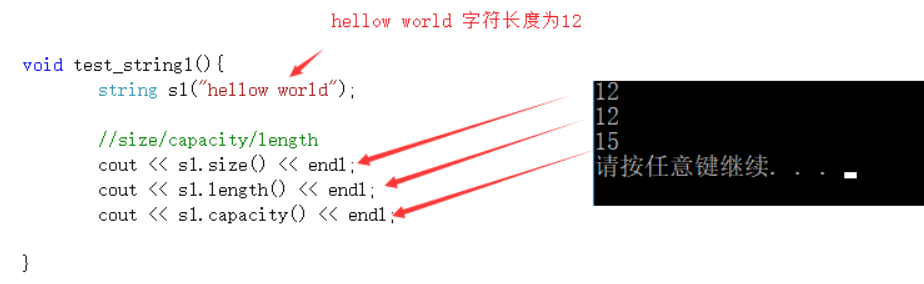 hellow world 字符长度为12
void test_string1(){
string s1("hellow world");
//size/capacity/length
cout << s1.size() << endl;
cout << s1.length() << endl;
cout << s1.capacity() << endl;
}
12
12
15
请按任意键继续. . .